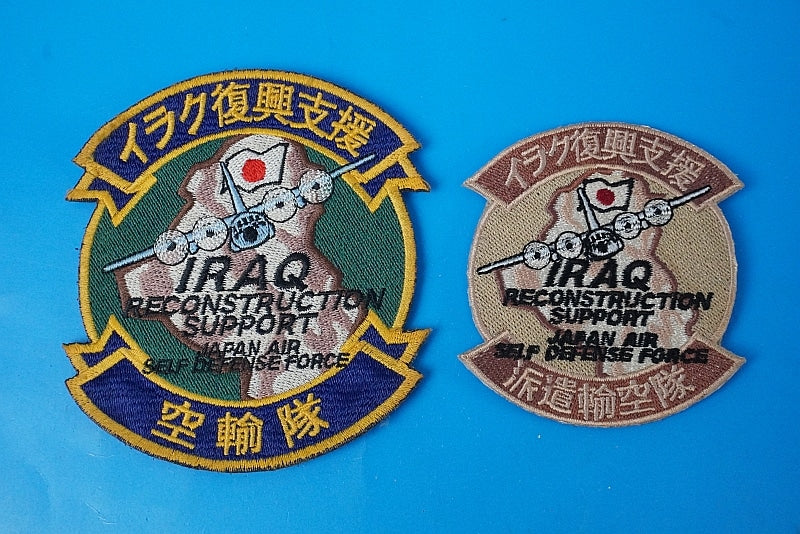 イラク復興支援
IRAQ
RECONSTRUCTION
SUPPORT
JAPAN AIR
SELF DEFENSE FORCE
空輸隊
イラク復興支援
IRAQ
RECONSTRUCTION
SUPPORT
JAPAN AIR
SELF DEFENSE FORCE
派遣輸空隊